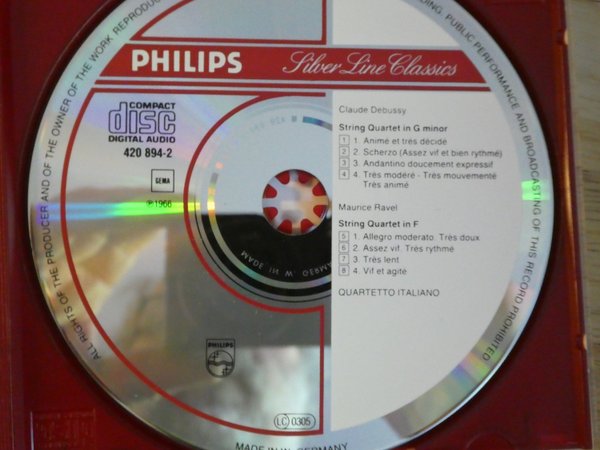 ALL RIGHTS OF THE PRODUCER AND OF THE OWNER OF THE WORK REPRODUC
DING. PUBLIC PERFORMANCE AND BROADCASTING OF THIS RECORD PROHIBITED
PHILIPS
Silver Line Classics
COMPACT
disc
DIGITAL AUDIO
420 894-2
GEMA
℗1966
Claude Debussy
String Quartet in G minor
1 1. Animé et très décidé
2 2. Scherzo (Assez vif et bien rythmé)
3 3. Andantino doucement expressif
4 4. Très modéré - Très mouvementé
Très animé
Maurice Ravel
String Quartet in F
5 1. Allegro moderato. Très doux
6 2. Assez vif. Très rythmé
7 3. Très lent
8 4. Vif et agité
QUARTETTO ITALIANO
MADE IN W. GERMANY
PHILIPS
LC 0305
MADE IN W. GERMANY